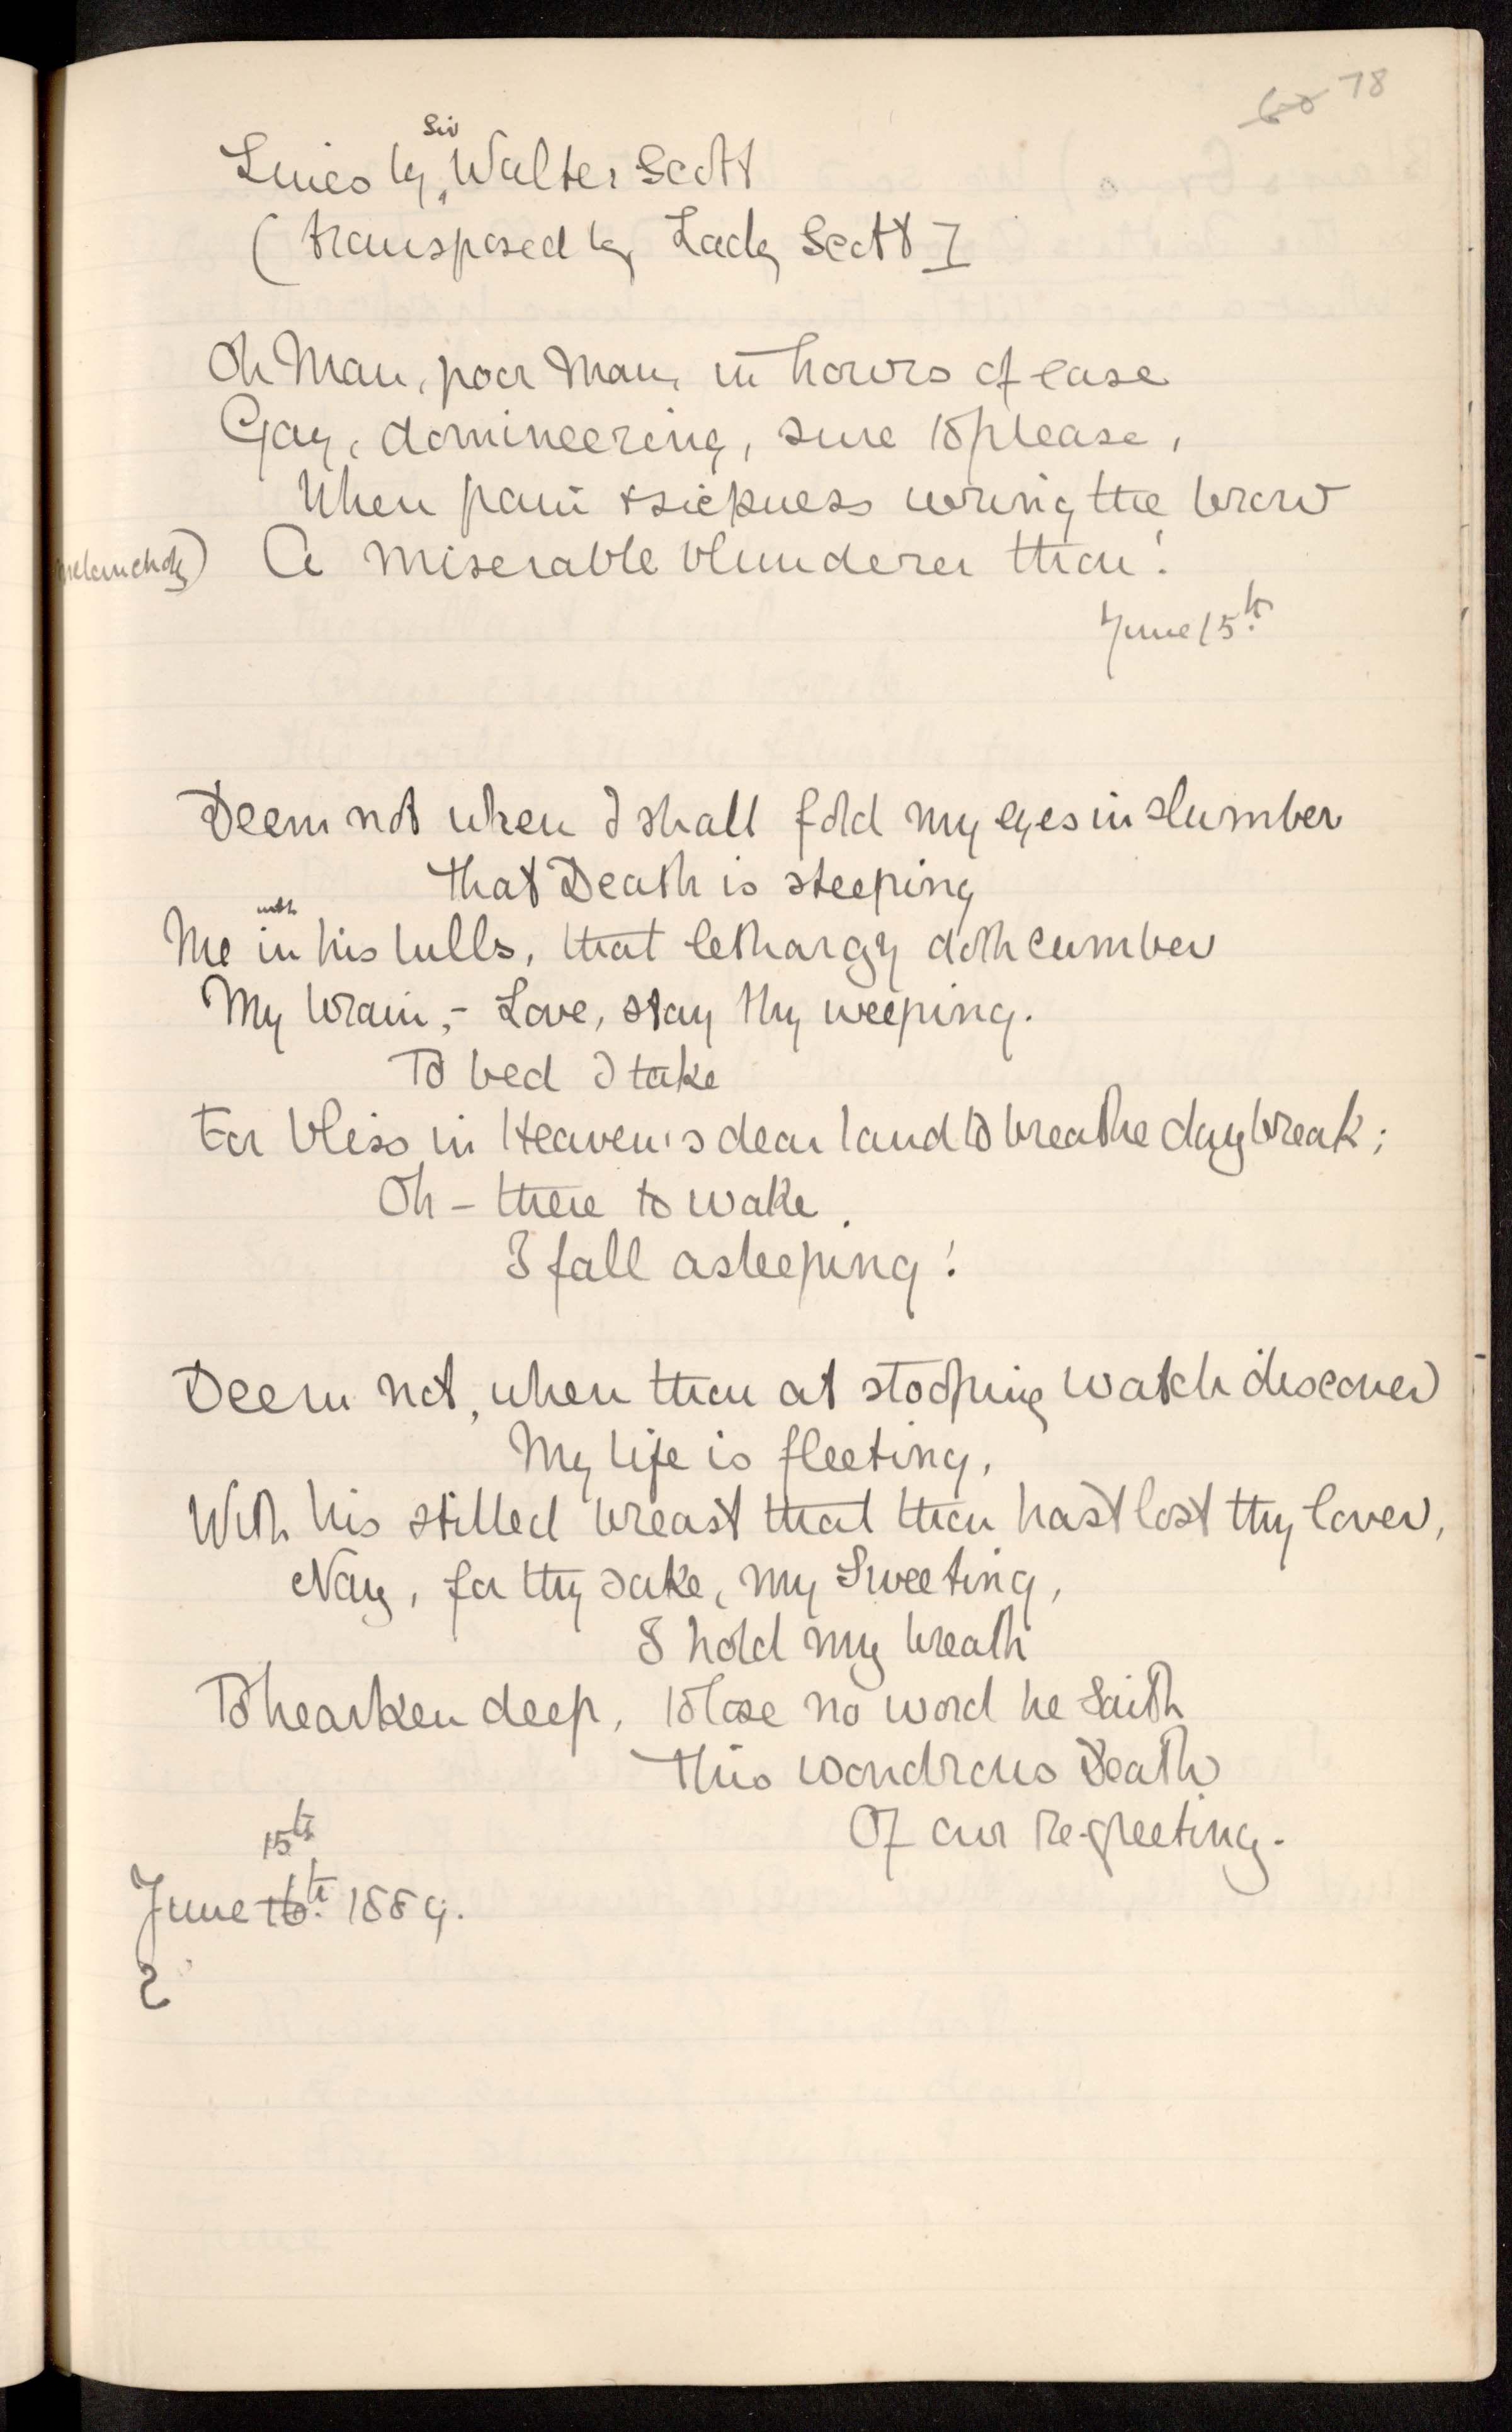 60 78
Sir
Lines by Walter Scott
(transposed by Lady Scott I
Oh Man, poor Man, in hours of ease
Gay, domineering, sure to please,
When pain & sickness wring the brow
melancholy) A miserable blunderer thou!
June 15th
Deem not when I shall fold my eyes in slumber
That Death is steeping
with
Me in his lulls, that lethargy doth cumber
My brain,- Love, stay thy weeping.
To bed I take
For bliss in Heaven's dear land to breathe daybreak;
Oh – there to wake
I fall asleeping!
Deem not, when thou at stooping watch discover
My life is fleeting,
With his stilled breast that thou hast lost thy lover,
Nay, for thy sake, my Sweeting,
I hold my breath
To hearken deep, to lose no word he saith
This wondrous Death
Of our re-greeting.
15th
June 16th. 1889.